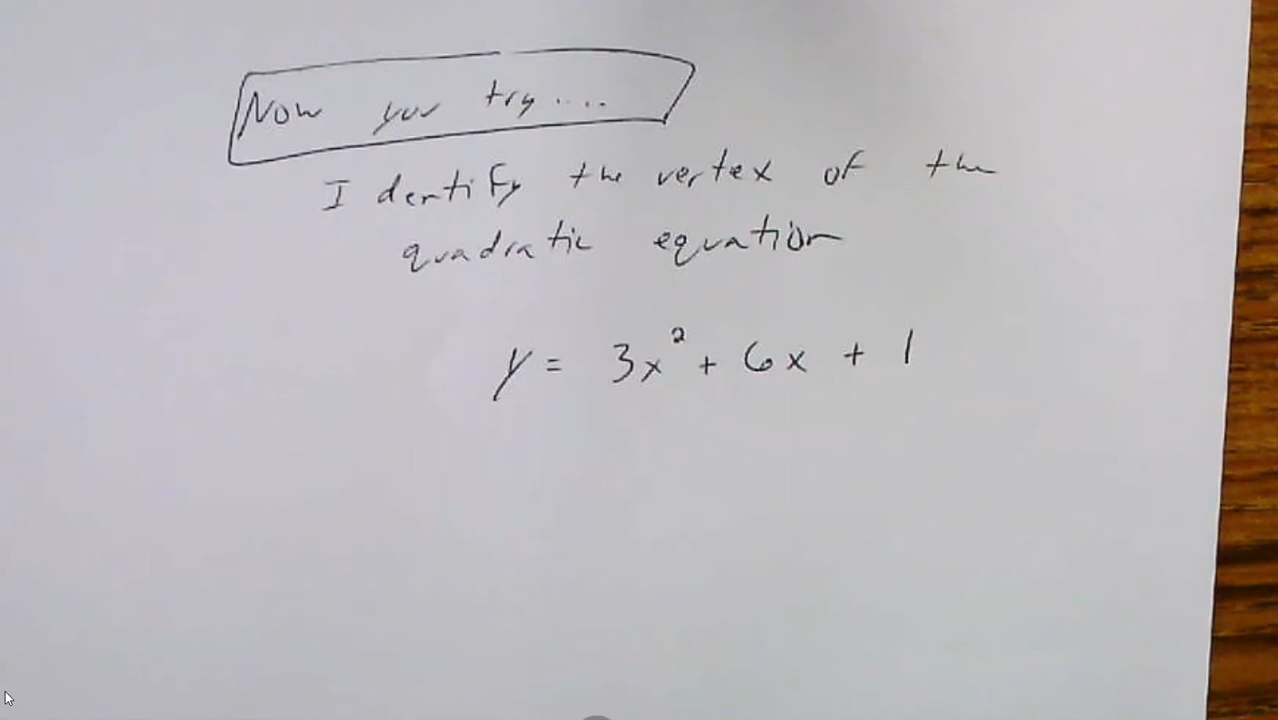 Now you try....
Identify the vertex of the
quadratic equation
y = 3x² + 6x + 1